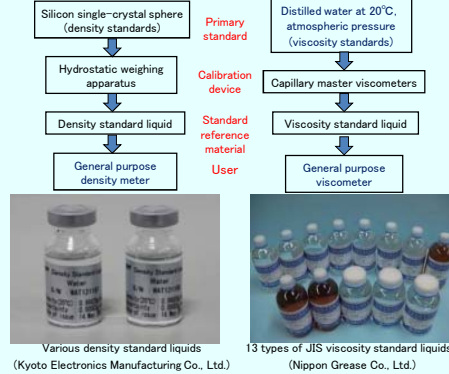 Silicon single-crystal sphere
(density standards)
Primary
standard
Distilled water at 20°C,
atmospheric pressure
(viscosity standards)
Hydrostatic weighing
apparatus
Calibration
device
Capillary master viscometers
Density standard liquid
Standard
reference
material
Viscosity standard liquid
General purpose
density meter
User
General purpose
viscometer
Density Standard
Water
Various density standard liquids
(Kyoto Electronics Manufacturing Co., Ltd.)
13 types of JIS viscosity standard liquids
(Nippon Grease Co., Ltd.)